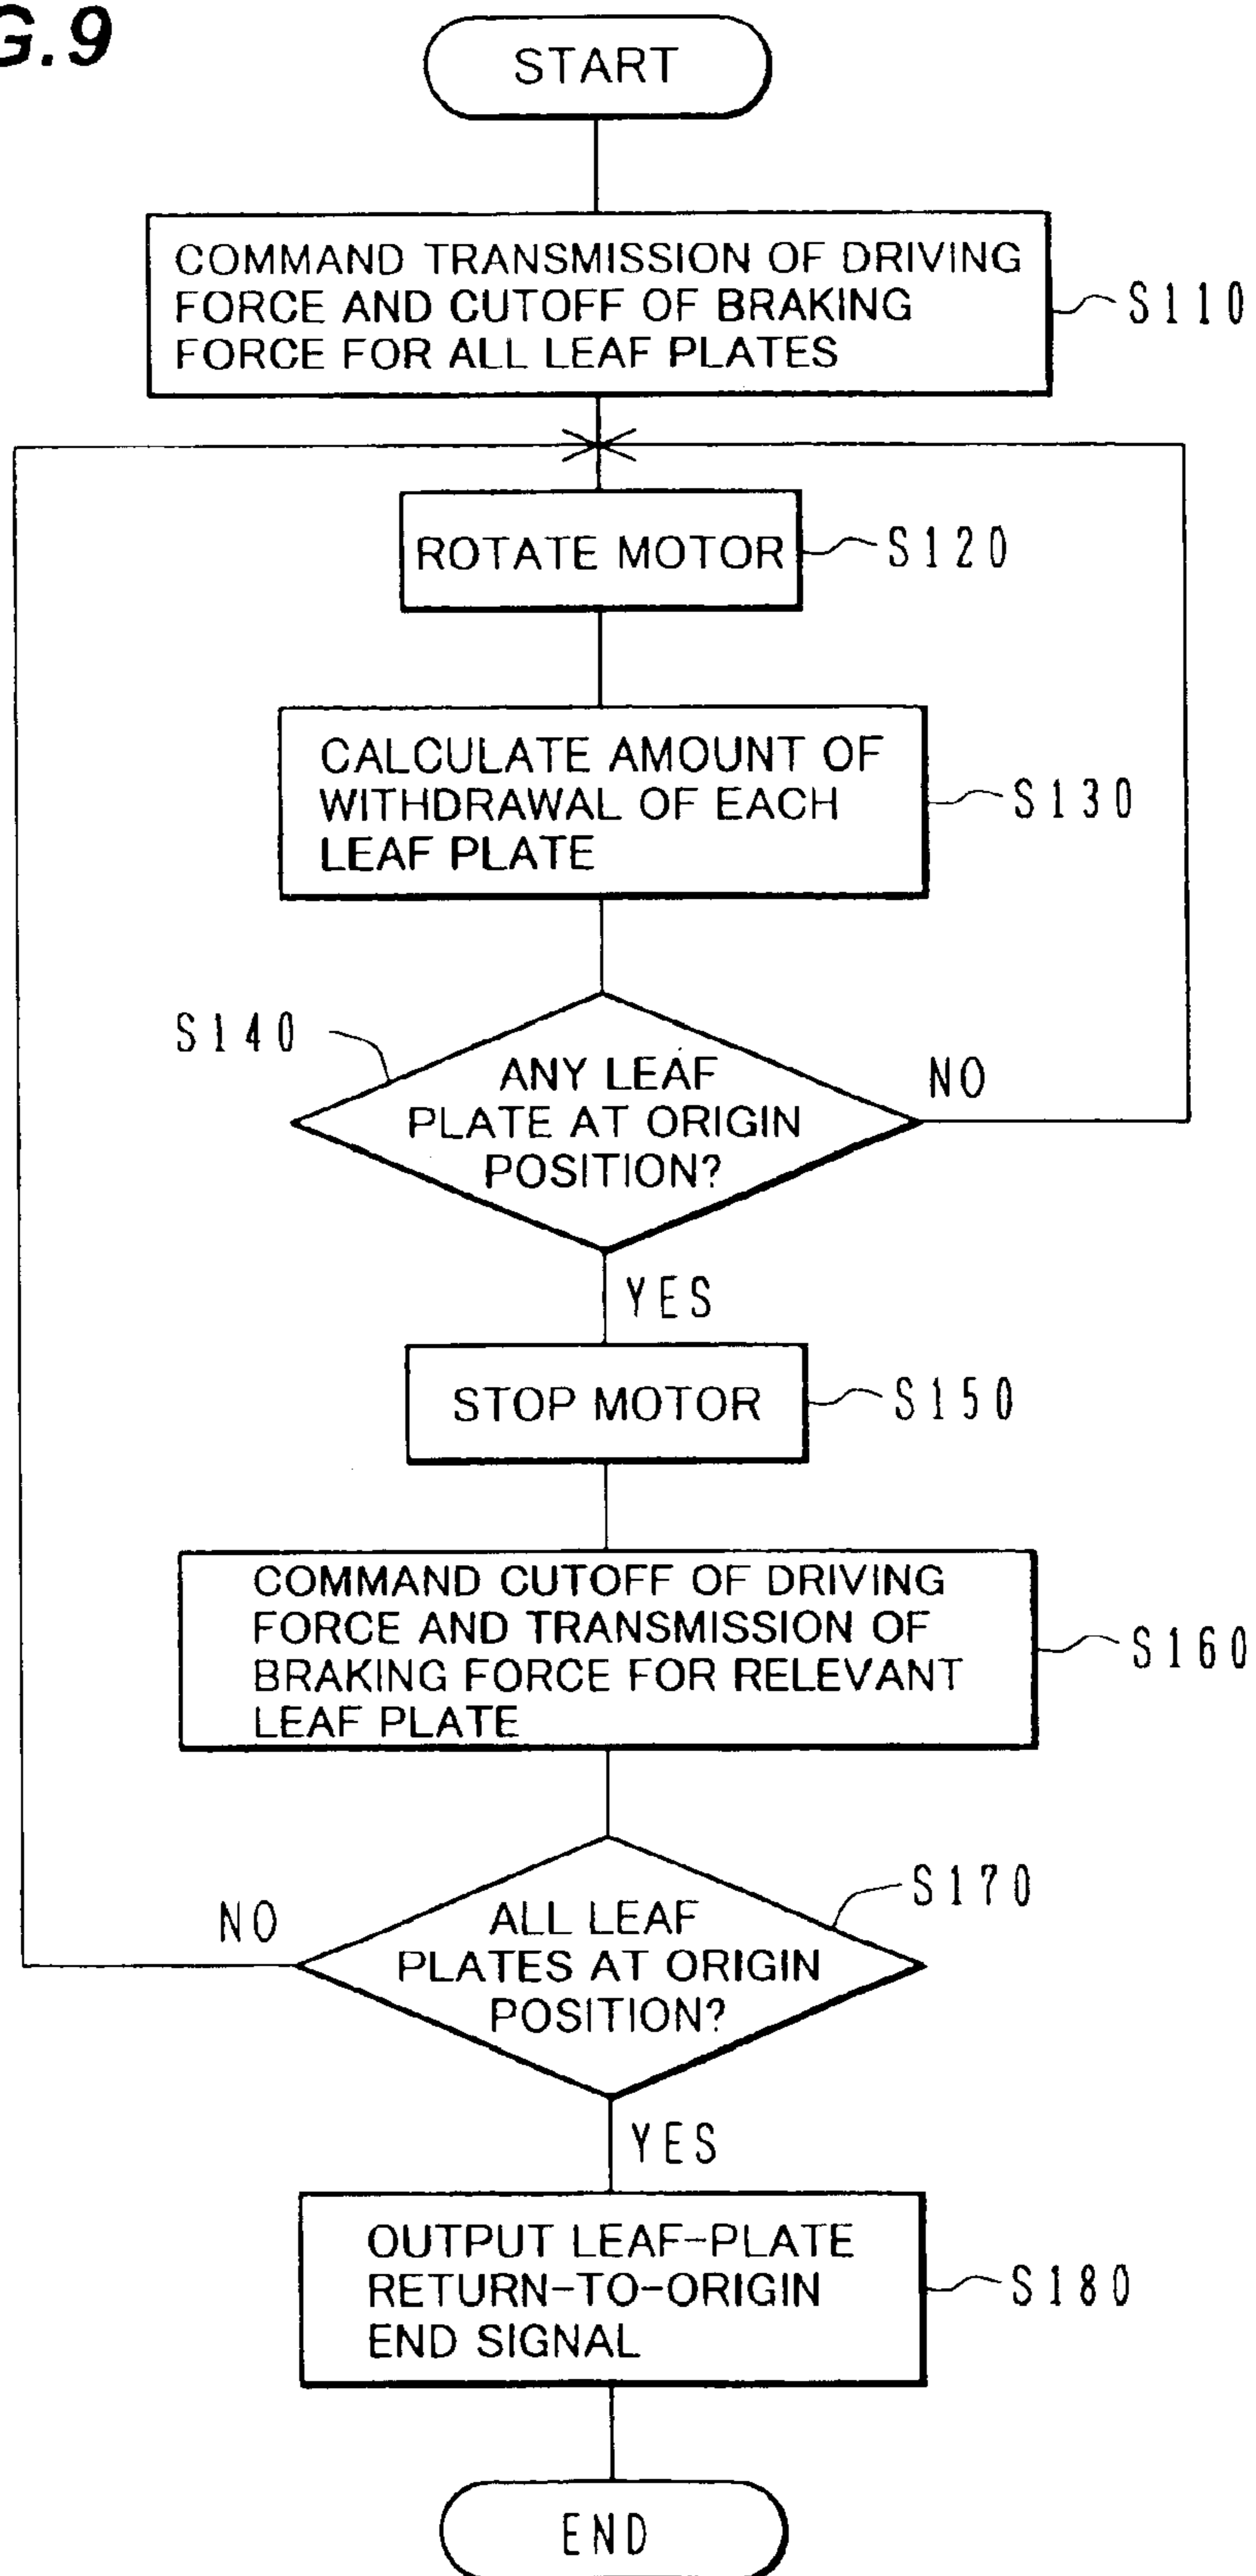 G.9
START
COMMAND TRANSMISSION OF DRIVING
FORCE AND CUTOFF OF BRAKING
FORCE FOR ALL LEAF PLATES
S110
ROTATE MOTOR
S120
CALCULATE AMOUNT OF
WITHDRAWAL OF EACH
LEAF PLATE
S130
S140
ANY LEAF
PLATE AT ORIGIN
POSITION?
NO
YES
STOP MOTOR
S150
COMMAND CUTOFF OF DRIVING
FORCE AND TRANSMISSION OF
BRAKING FORCE FOR RELEVANT
LEAF PLATE
S160
S170
NO
ALL LEAF
PLATES AT ORIGIN
POSITION?
YES
OUTPUT LEAF-PLATE
RETURN-TO-ORIGIN
END SIGNAL
S180
END